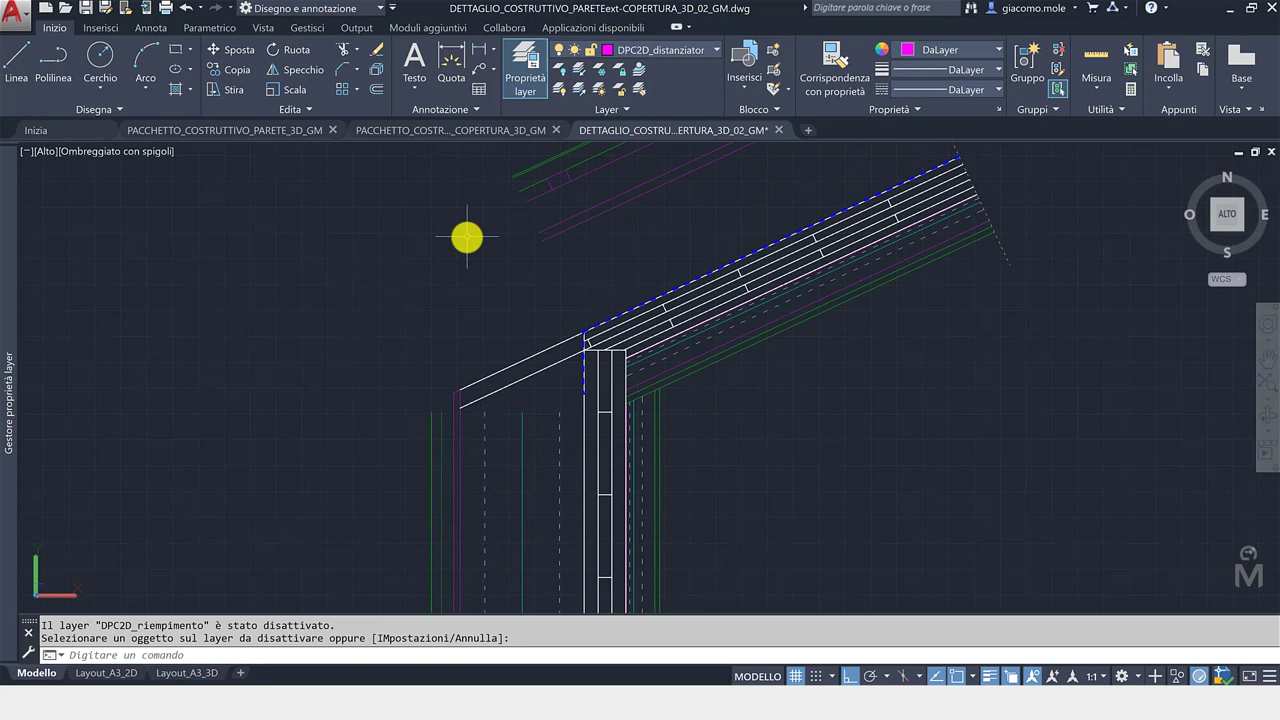 Disegno e annotazione
DETTAGLIO_COSTRUTTIVO_PARETEext-COPERTURA_3D_02_GM.dwg
Digitare parola chiave o frase
giacomo.mole
Inizio Inserisci Annota Parametrico Vista Gestisci Output Moduli aggiuntivi Collabora Applicazioni disponibili
Linea Polilinea Cerchio Arco
Sposta Ruota
Copia Specchio
Stira Scala
Testo Quota
Proprietà layer
DPC2D_distanziator
Inserisci
Corrispondenza con proprietà
DaLayer
DaLayer
DaLayer
Gruppo
Misura
Incolla
Base
Disegna Edita Annotazione Layer Blocco Proprietà Gruppi Utilità Appunti Vista
Inizia PACCHETTO_COSTRUTTIVO_PARETE_3D_GM PACCHETTO_COSTR..._COPERTURA_3D_GM DETTAGLIO_COSTRU...ERTURA_3D_02_GM*
[−][Alto][Ombreggiato con spigoli]
N
O ALTO E
S
WCS
Gestore proprietà layer
Y
X
M
Il layer "DPC2D_riempimento" è stato disattivato.
Selezionare un oggetto sul layer da disattivare oppure [IMpostazioni/Annulla]:
Digitare un comando
Modello Layout_A3_2D Layout_A3_3D
MODELLO 1:1